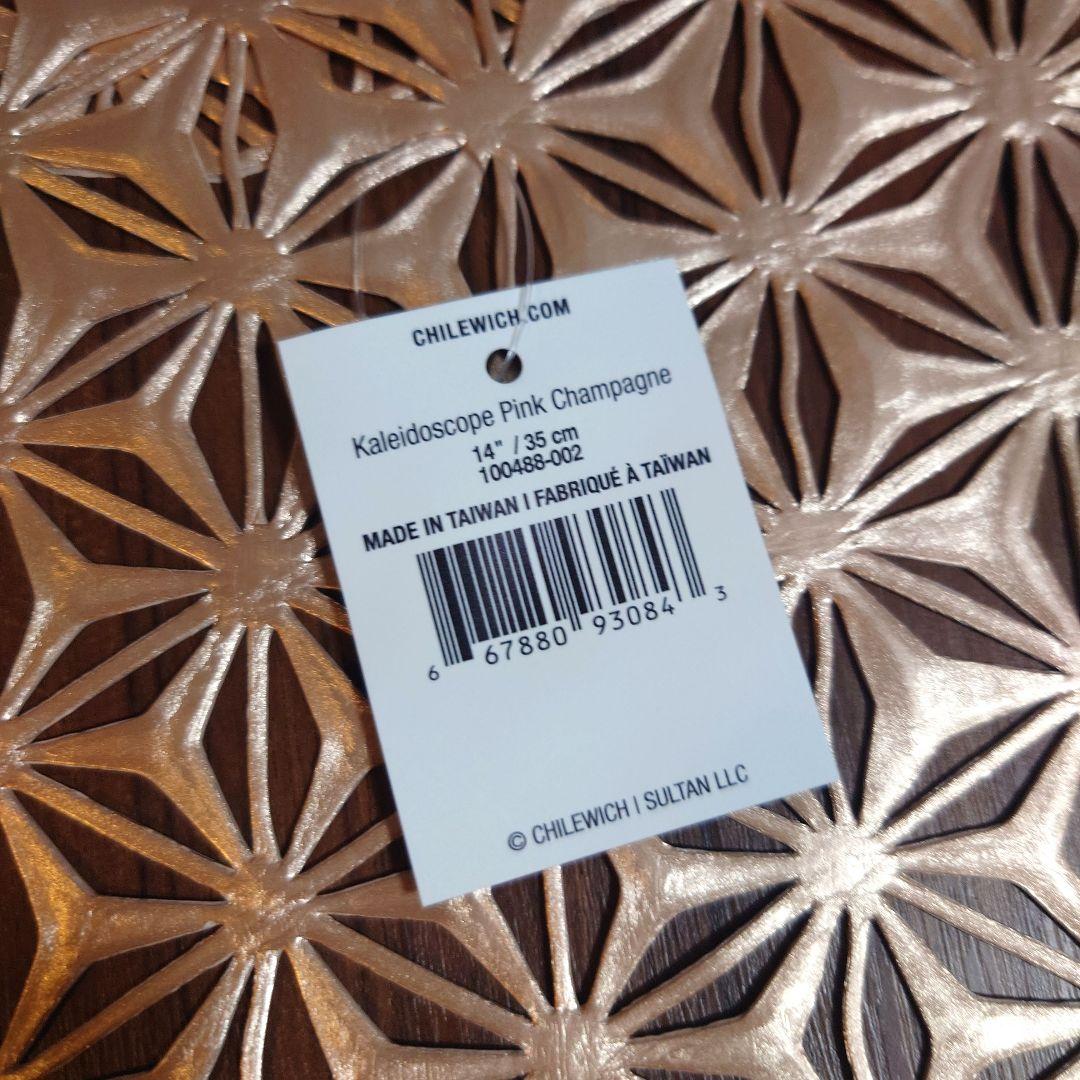 CHILEWICH.COM
Kaleidoscope Pink Champagne
14" / 35 cm
100488-002
MADE IN TAIWAN | FABRIQUÉ À TAÏWAN
6 67880 93084 3
© CHILEWICH | SULTAN LLC